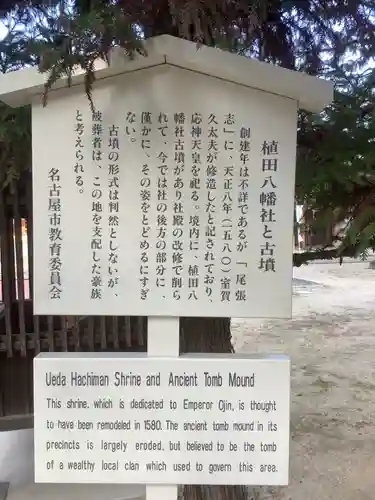 植田八幡社と古墳
創建年は不詳であるが、「尾張
志」に、天正八年(一五八〇)室賀
久太夫が修造したと記されており、
応神天皇を祀る。境内に、植田八
幡社古墳があり社殿の改修で削ら
れて、今では社の後方の部分に、
僅かに、その姿をとどめるにすぎ
ない。
古墳の形式は判然としないが、
被葬者は、この地を支配した豪族
と考えられる。
名古屋市教育委員会
Ueda Hachiman Shrine and Ancient Tomb Mound
This shrine, which is dedicated to Emperor Ojin, is thought
to hava been remodeled in 1580. The ancient tomb mound in its
precincts is largely eroded, but believed to be the tomb
of a wealthy local clan which used to govern this area.